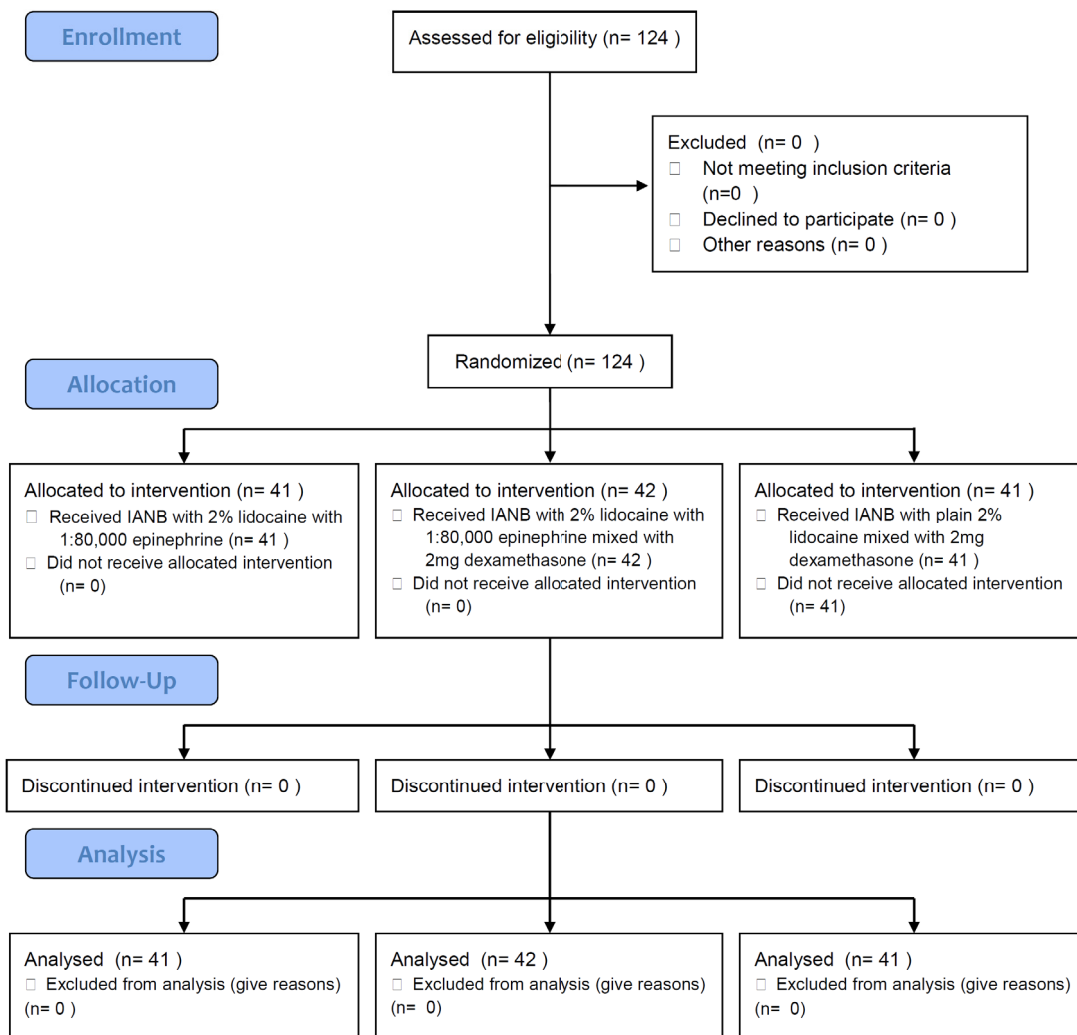 Enrollment
Assessed for eligibility (n= 124 )
Excluded (n= 0 )
Not meeting inclusion criteria
(n=0 )
Declined to participate (n= 0 )
Other reasons (n= 0 )
Randomized (n= 124 )
Allocation
Allocated to intervention (n= 41 )
Received IANB with 2% lidocaine with
1:80,000 epinephrine (n= 41 )
Did not receive allocated intervention
(n= 0)
Allocated to intervention (n= 42 )
Received IANB with 2% lidocaine with
1:80,000 epinephrine mixed with
2mg dexamethasone (n= 42 )
Did not receive allocated intervention
(n= 0)
Allocated to intervention (n= 41 )
Received IANB with plain 2%
lidocaine mixed with 2mg
dexamethasone (n= 41 )
Did not receive allocated intervention
(n= 41)
Follow-Up
Discontinued intervention (n= 0 )
Discontinued intervention (n= 0 )
Discontinued intervention (n= 0 )
Analysis
Analysed (n= 41 )
Excluded from analysis (give reasons)
(n= 0 )
Analysed (n= 42 )
Excluded from analysis (give reasons)
(n= 0)
Analysed (n= 41 )
Excluded from analysis (give reasons)
(n= 0)